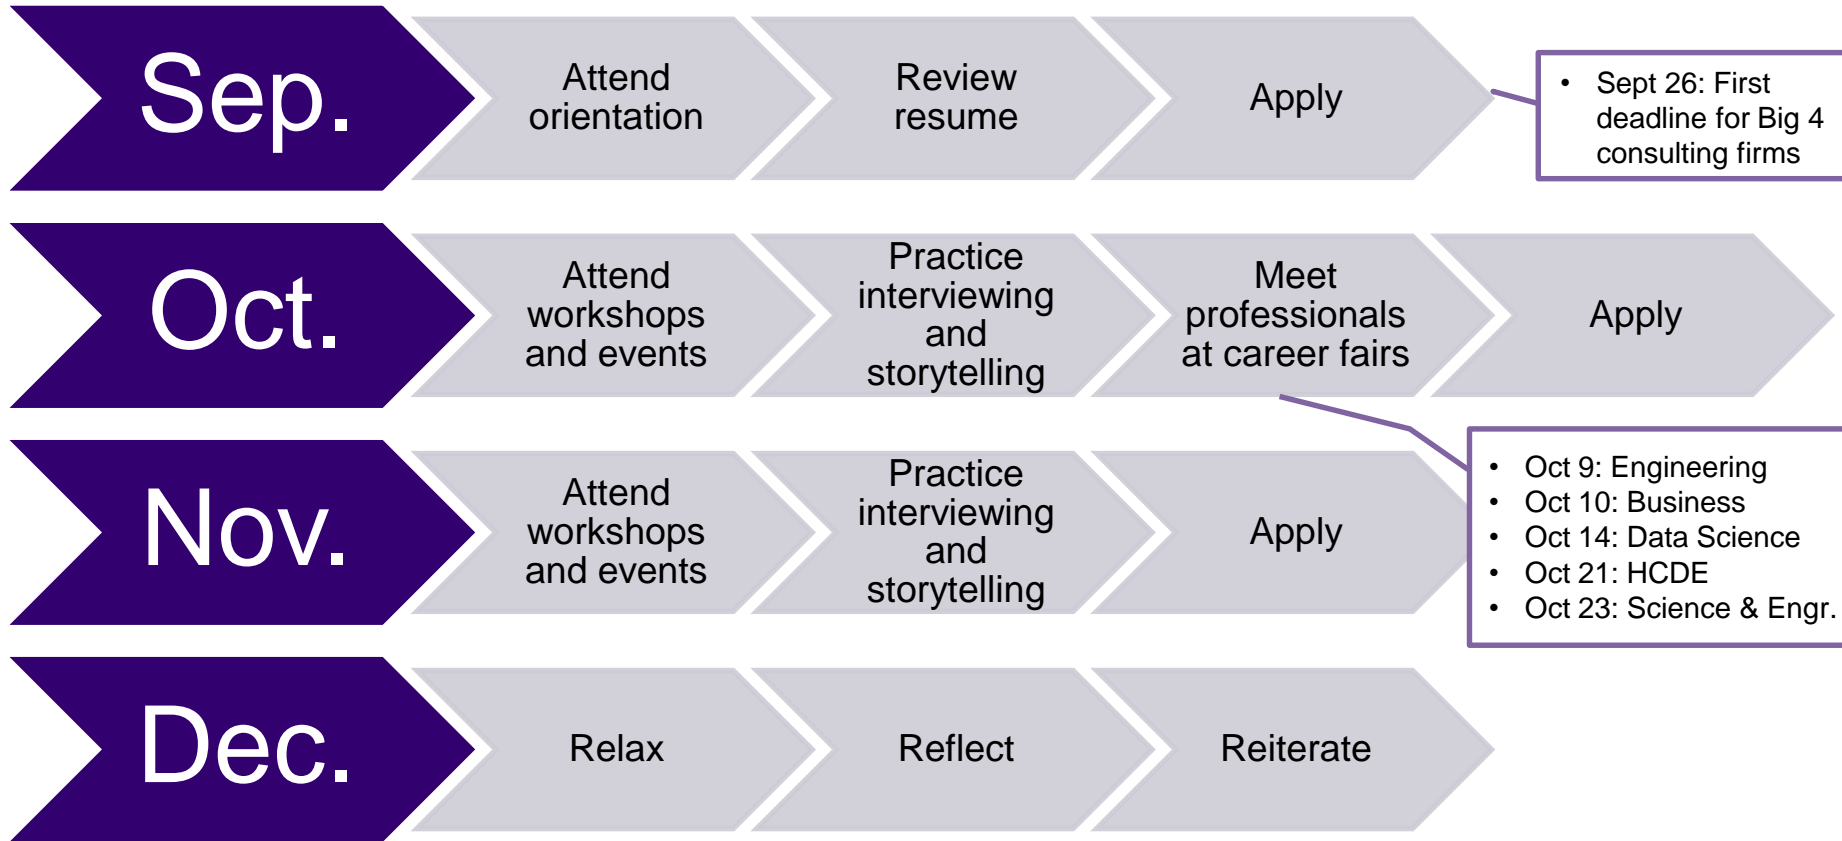 Sep.
Attend
orientation
Review
resume
Apply
• Sept 26: First
deadline for Big 4
consulting firms
Oct.
Attend
workshops
and events
Practice
interviewing
and
storytelling
Meet
professionals
at career fairs
Apply
Nov.
Attend
workshops
and events
Practice
interviewing
and
storytelling
Apply
• Oct 9: Engineering
• Oct 10: Business
• Oct 14: Data Science
• Oct 21: HCDE
• Oct 23: Science & Engr.
Dec.
Relax
Reflect
Reiterate